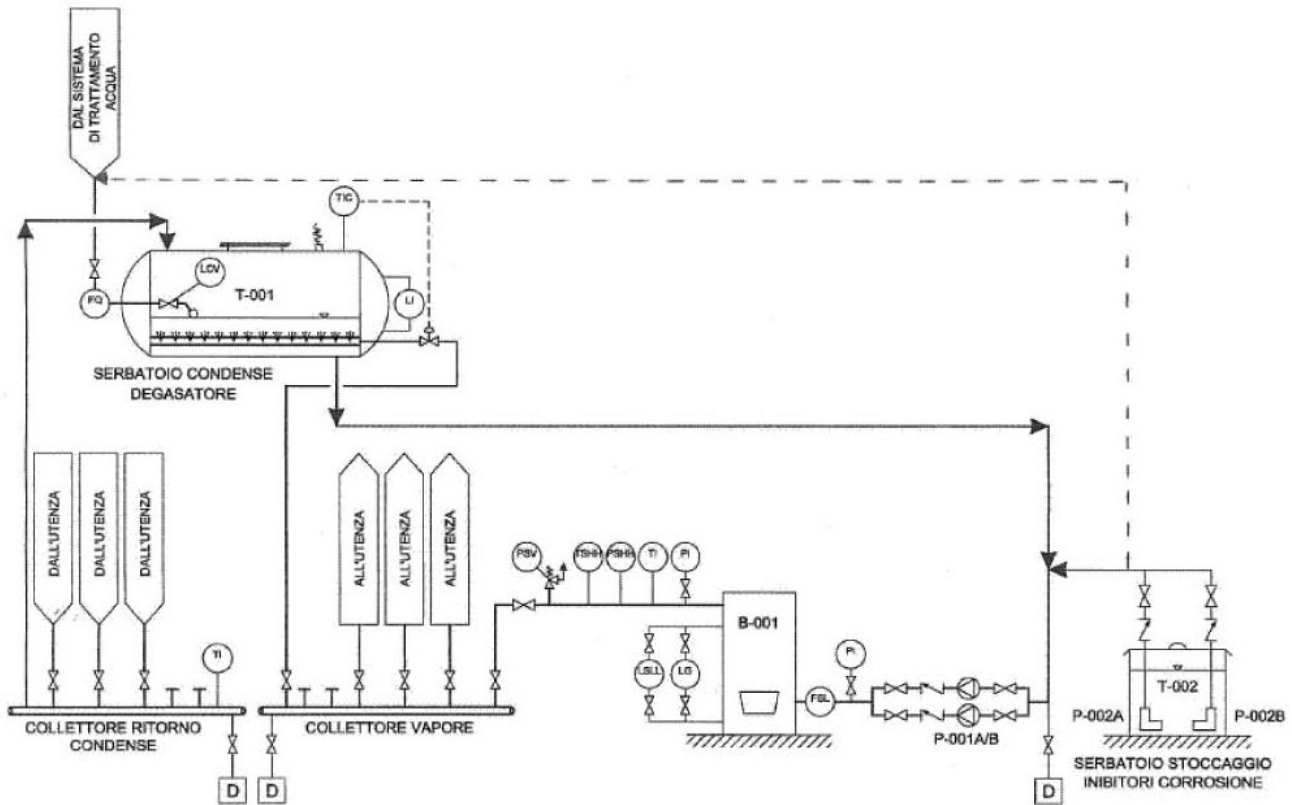 DAL SISTEMA
DI TRATTAMENTO
ACQUA
TIC
LCV
T-001
FQ
LI
SERBATOIO CONDENSE
DEGASATORE
DALL'UTENZA
DALL'UTENZA
DALL'UTENZA
ALL'UTENZA
ALL'UTENZA
ALL'UTENZA
PSV
TSHH
PSHH
TI
PI
B-001
LSLL
LG
PI
FSL
TI
T-002
P-002A
P-002B
P-001A/B
COLLETTORE RITORNO
CONDENSE
COLLETTORE VAPORE
SERBATOIO STOCCAGGIO
INIBITORI CORROSIONE
D
D
D